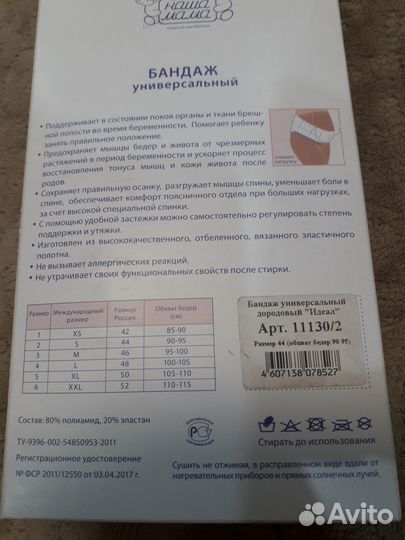 наша
мама
БАНДАЖ
универсальный
• Поддерживает в состоянии покоя органы и ткани брюш-
ной полости во время беременности. Помогает ребенку
занять правильное положение.
• Предохраняет мышцы бедер и живота от чрезмерных
растяжений в период беременности и ускоряет процесс
восстановления тонуса мышц и кожи живота после
родов.
снижает
нагрузку
• Сохраняет правильную осанку, разгружает мышцы спины, уменьшает боли в
спине, обеспечивает комфорт поясничного отдела при больших нагрузках,
за счет высокой специальной спинки.
• С помощью удобной застежки можно самостоятельно регулировать степень
поддержки и утяжки.
• Изготовлен из высококачественного, отбеленного, вязанного эластичного
полотна.
• Не вызывает аллергических реакций.
• Не утрачивает своих функциональных свойств после стирки.
Размер Международный размер Размер Россия Обхват бедер (см)
1 XS 42 85-90
2 S 44 90-95
3 M 46 95-100
4 L 48 100-105
5 XL 50 105-110
6 XXL 52 110-115
Бандаж универсальный
дородовый "Идеал"
Арт. 11130/2
Размер 44 (обхват бедер 90 95)
4 607138 078527
Состав: 80% полиамид, 20% эластан
ТУ-9396-002-54850953-2011
Регистрационное удостоверение
№ ФСР 2011/12550 от 03.04.2017 г.
РС
Стирать до использования
Сушить не отжимая, в расправленном виде вдали от
нагревательных приборов и прямых солнечных лучей.
Avito